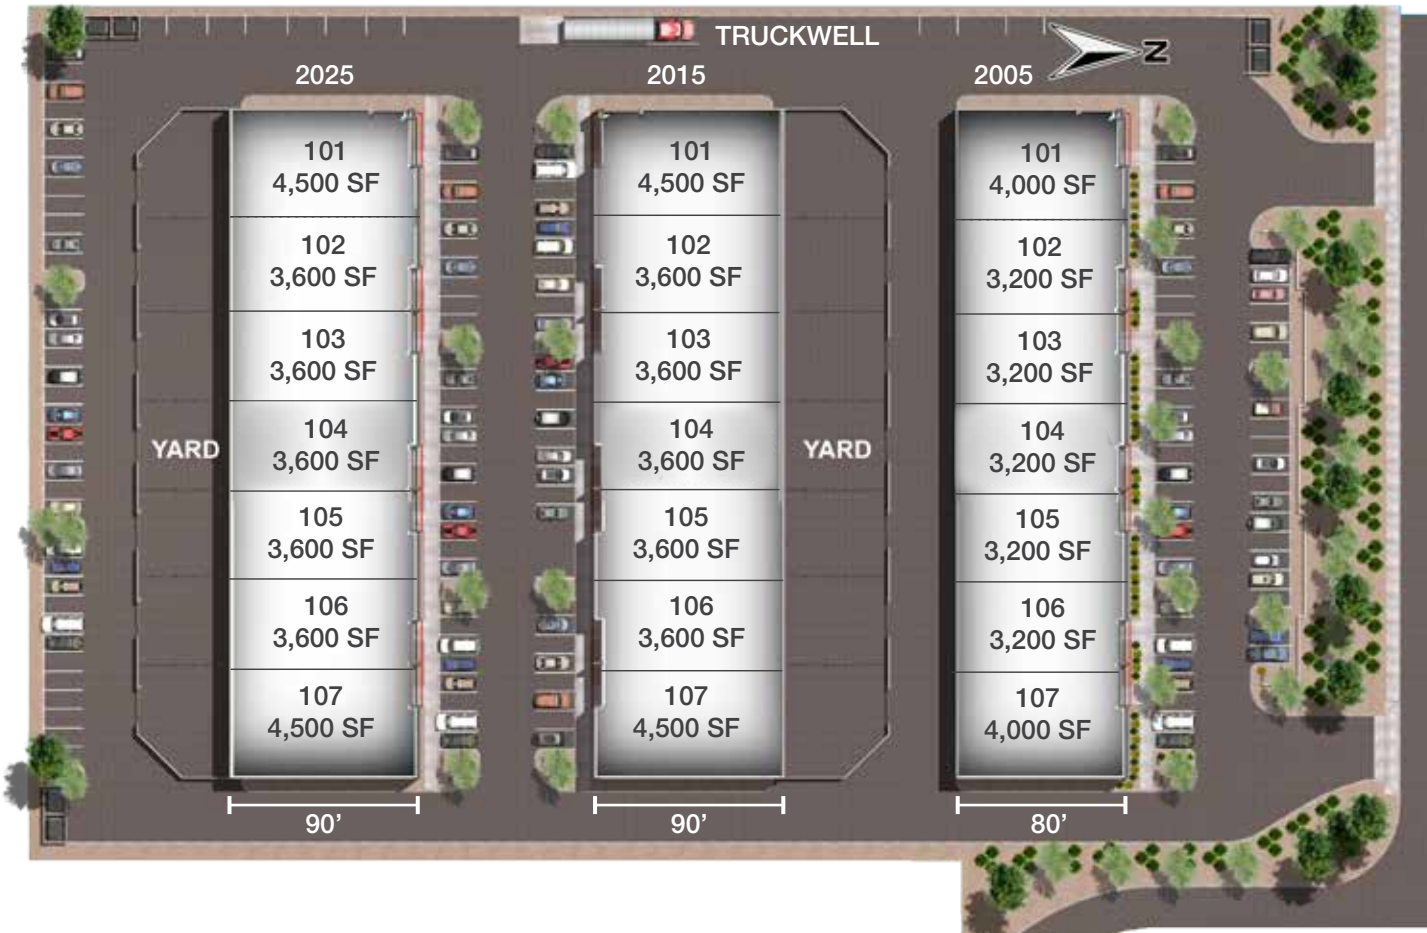 TRUCKWELL
N
2025
2015
2005
101
4,500 SF
102
3,600 SF
103
3,600 SF
104
3,600 SF
105
3,600 SF
106
3,600 SF
107
4,500 SF
YARD
90’
101
4,500 SF
102
3,600 SF
103
3,600 SF
104
3,600 SF
105
3,600 SF
106
3,600 SF
107
4,500 SF
YARD
90’
101
4,000 SF
102
3,200 SF
103
3,200 SF
104
3,200 SF
105
3,200 SF
106
3,200 SF
107
4,000 SF
80’